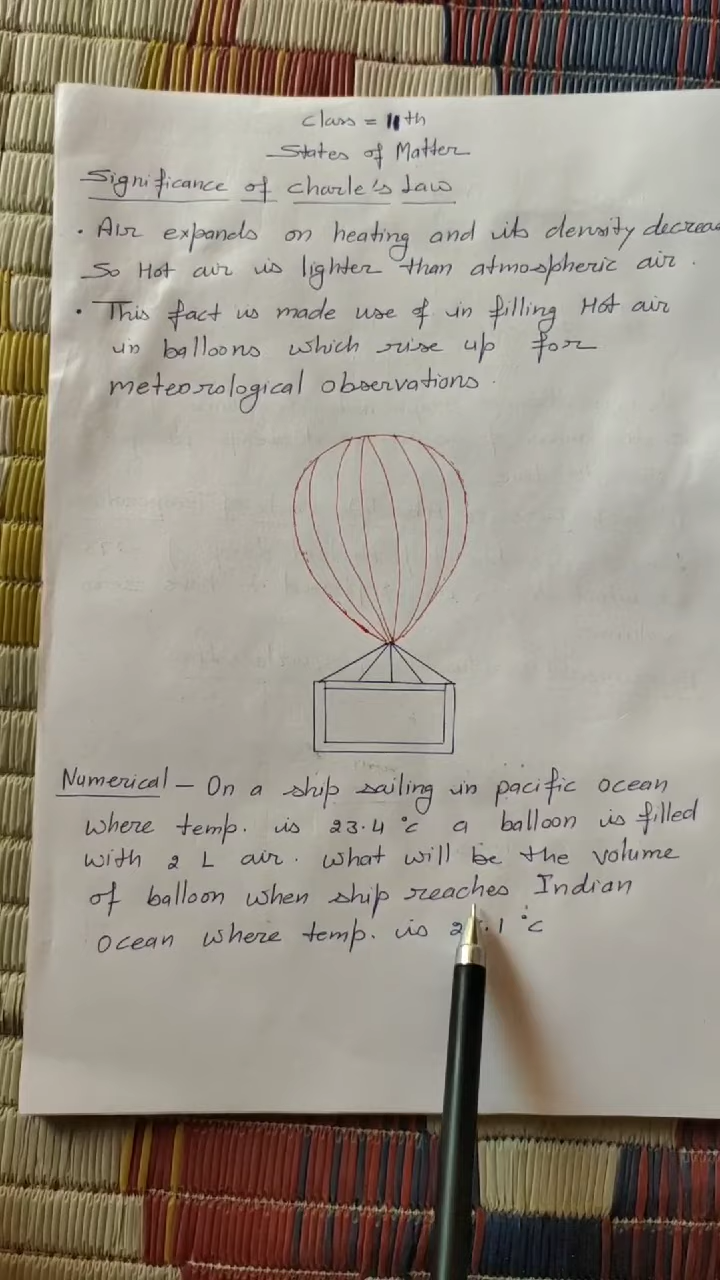 Class = 11th
States of Matter
Significance of Charle's Law
• Air expands on heating and its density decrea
So Hot air is lighter than atmospheric air.
• This fact is made use of in filling Hot air
in balloons which rise up for
meteorological observations.
Numerical – On a ship sailing in pacific ocean
where temp. is 23.4 °c a balloon is filled
with 2 L air. What will be the volume
of balloon when ship reaches Indian
ocean where temp. is °c